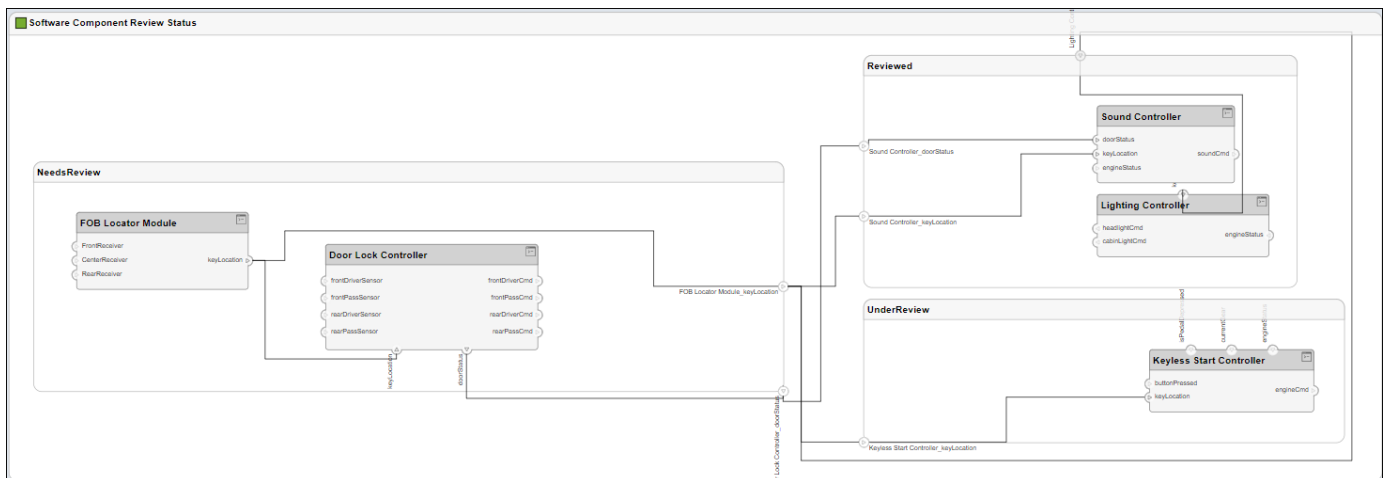 Software Component Review Status
Reviewed
Sound Controller
doorStatus
keyLocation
soundCmd
engineStatus
Sound Controller_doorStatus
Lighting Controller
headlightCmd
cabinLightCmd
engineStatus
Sound Controller_keyLocation
NeedsReview
FOB Locator Module
FrontReceiver
CenterReceiver
keyLocation
RearReceiver
Door Lock Controller
frontDriverSensor
frontDriverCmd
frontPassSensor
frontPassCmd
rearDriverSensor
rearDriverCmd
rearPassSensor
rearPassCmd
keyLocation
doorStatus
FOB Locator Module_keyLocation
Lock Controller_doorStatus
UnderReview
Keyless Start Controller
buttonPressed
keyLocation
engineCmd
Keyless Start Controller_keyLocation